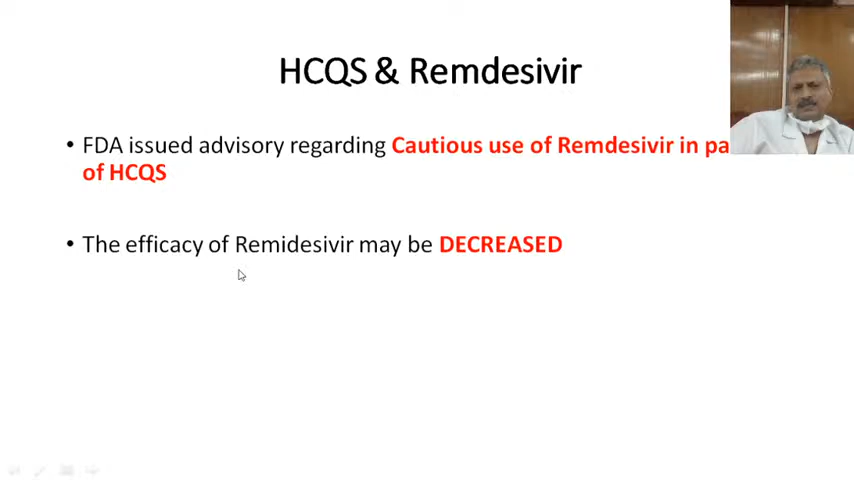 HCQS & Remdesivir
• FDA issued advisory regarding Cautious use of Remdesivir in
of HCQS
• The efficacy of Remidesivir may be DECREASED